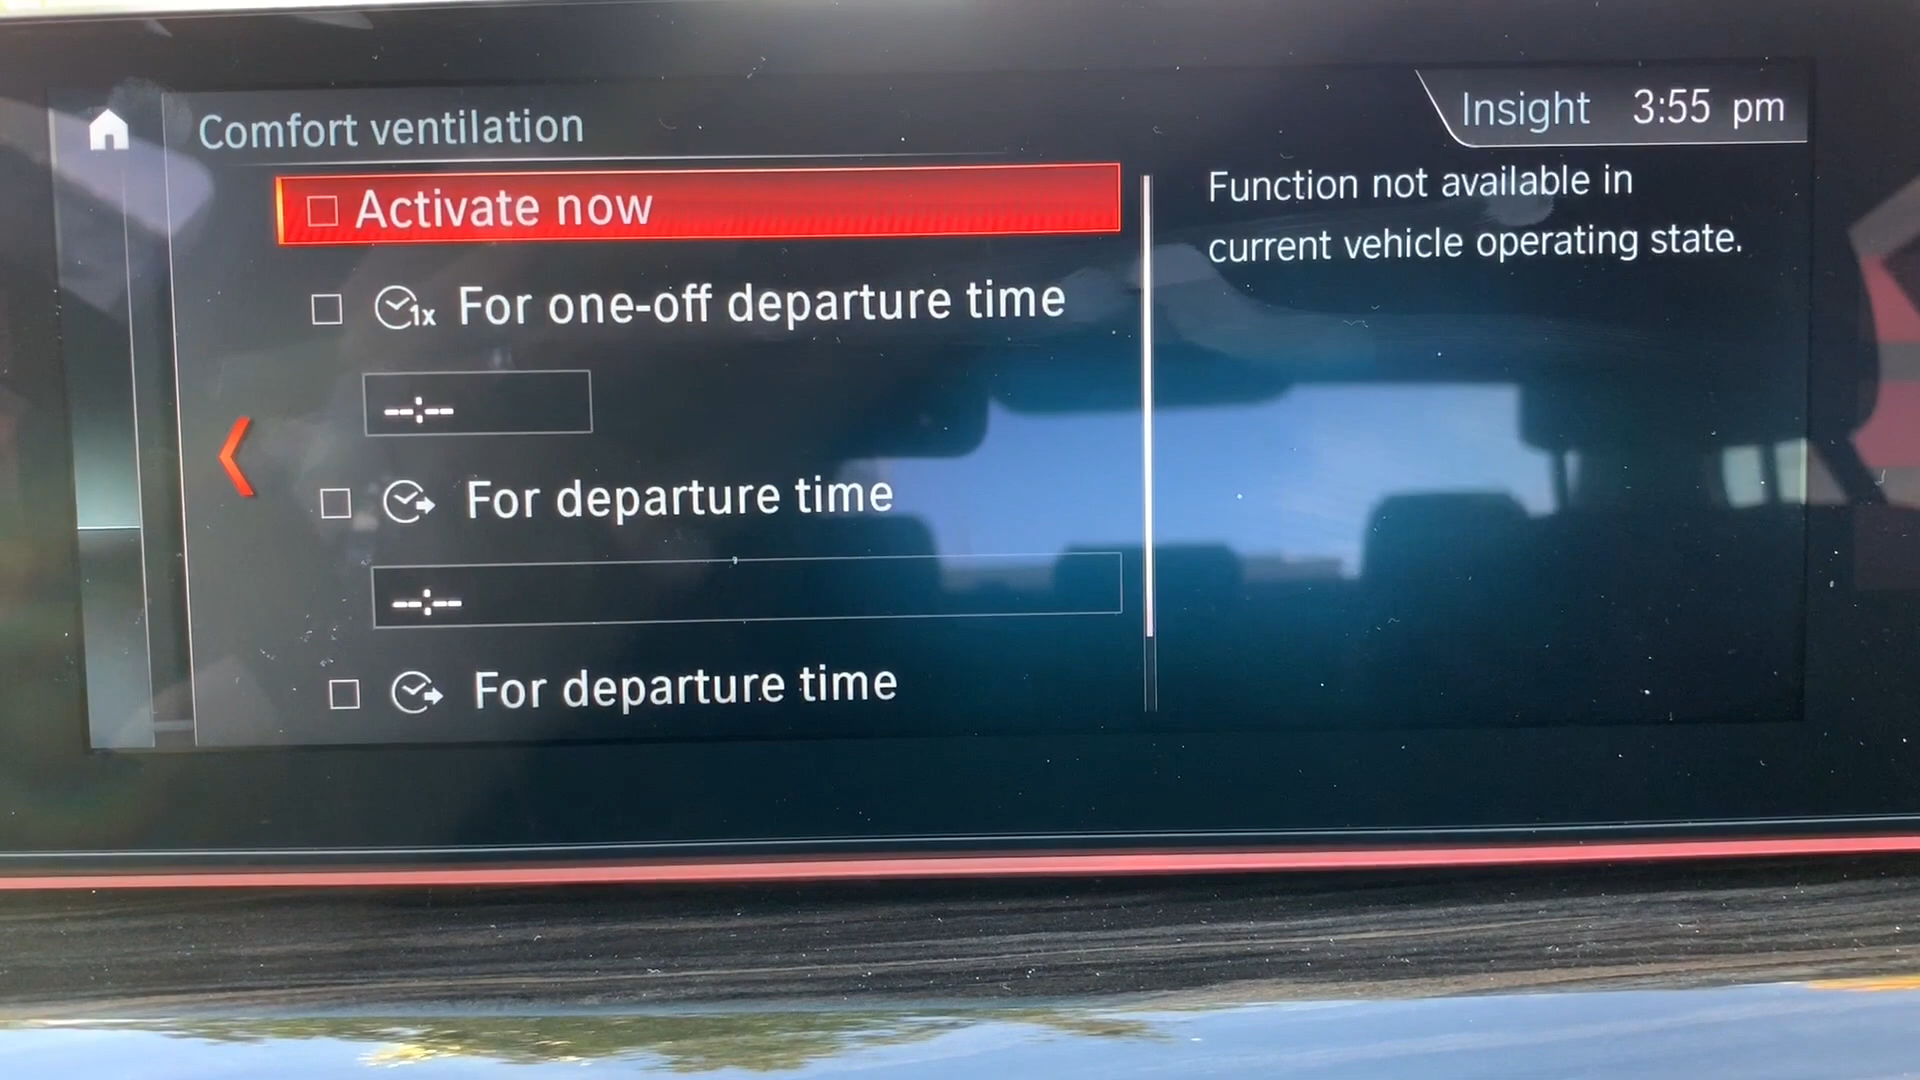 Comfort ventilation
Insight 3:55 pm
Activate now
1x For one-off departure time
--:--
For departure time
--:--
For departure time
Function not available in
current vehicle operating state.